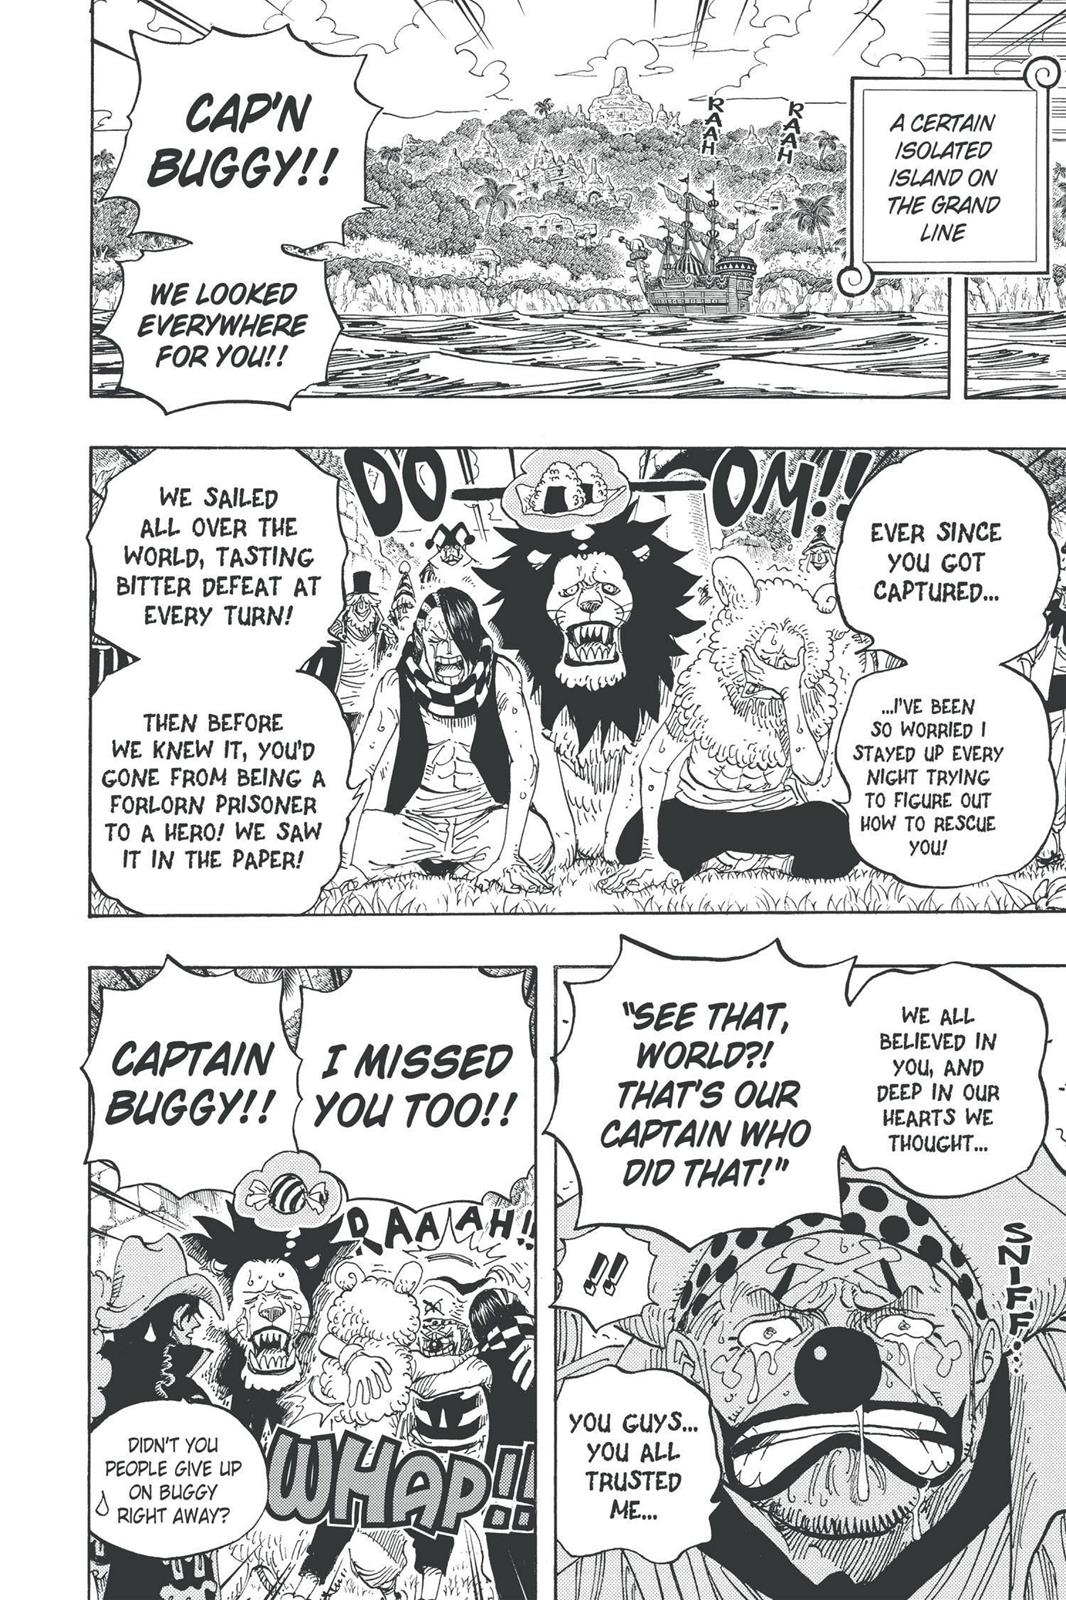 A CERTAIN
ISOLATED
ISLAND ON
THE GRAND
LINE
RAAH
RAAH
CAP'N
BUGGY!!
WE LOOKED
EVERYWHERE
FOR YOU!!
DO
OM!!
EVER SINCE
YOU GOT
CAPTURED...
...I'VE BEEN
SO WORRIED I
STAYED UP EVERY
NIGHT TRYING
TO FIGURE OUT
HOW TO RESCUE
YOU!
WE SAILED
ALL OVER THE
WORLD, TASTING
BITTER DEFEAT AT
EVERY TURN!
THEN BEFORE
WE KNEW IT, YOU'D
GONE FROM BEING A
FORLORN PRISONER
TO A HERO! WE SAW
IT IN THE PAPER!
WE ALL
BELIEVED IN
YOU, AND
DEEP IN OUR
HEARTS WE
THOUGHT...
"SEE THAT,
WORLD?!
THAT'S OUR
CAPTAIN WHO
DID THAT!"
SNIFF!
!!
YOU GUYS...
YOU ALL
TRUSTED
ME...
I MISSED
YOU TOO!!
CAPTAIN
BUGGY!!
RAAAAH!!
WHAP!!
DIDN'T YOU
PEOPLE GIVE UP
ON BUGGY
RIGHT AWAY?